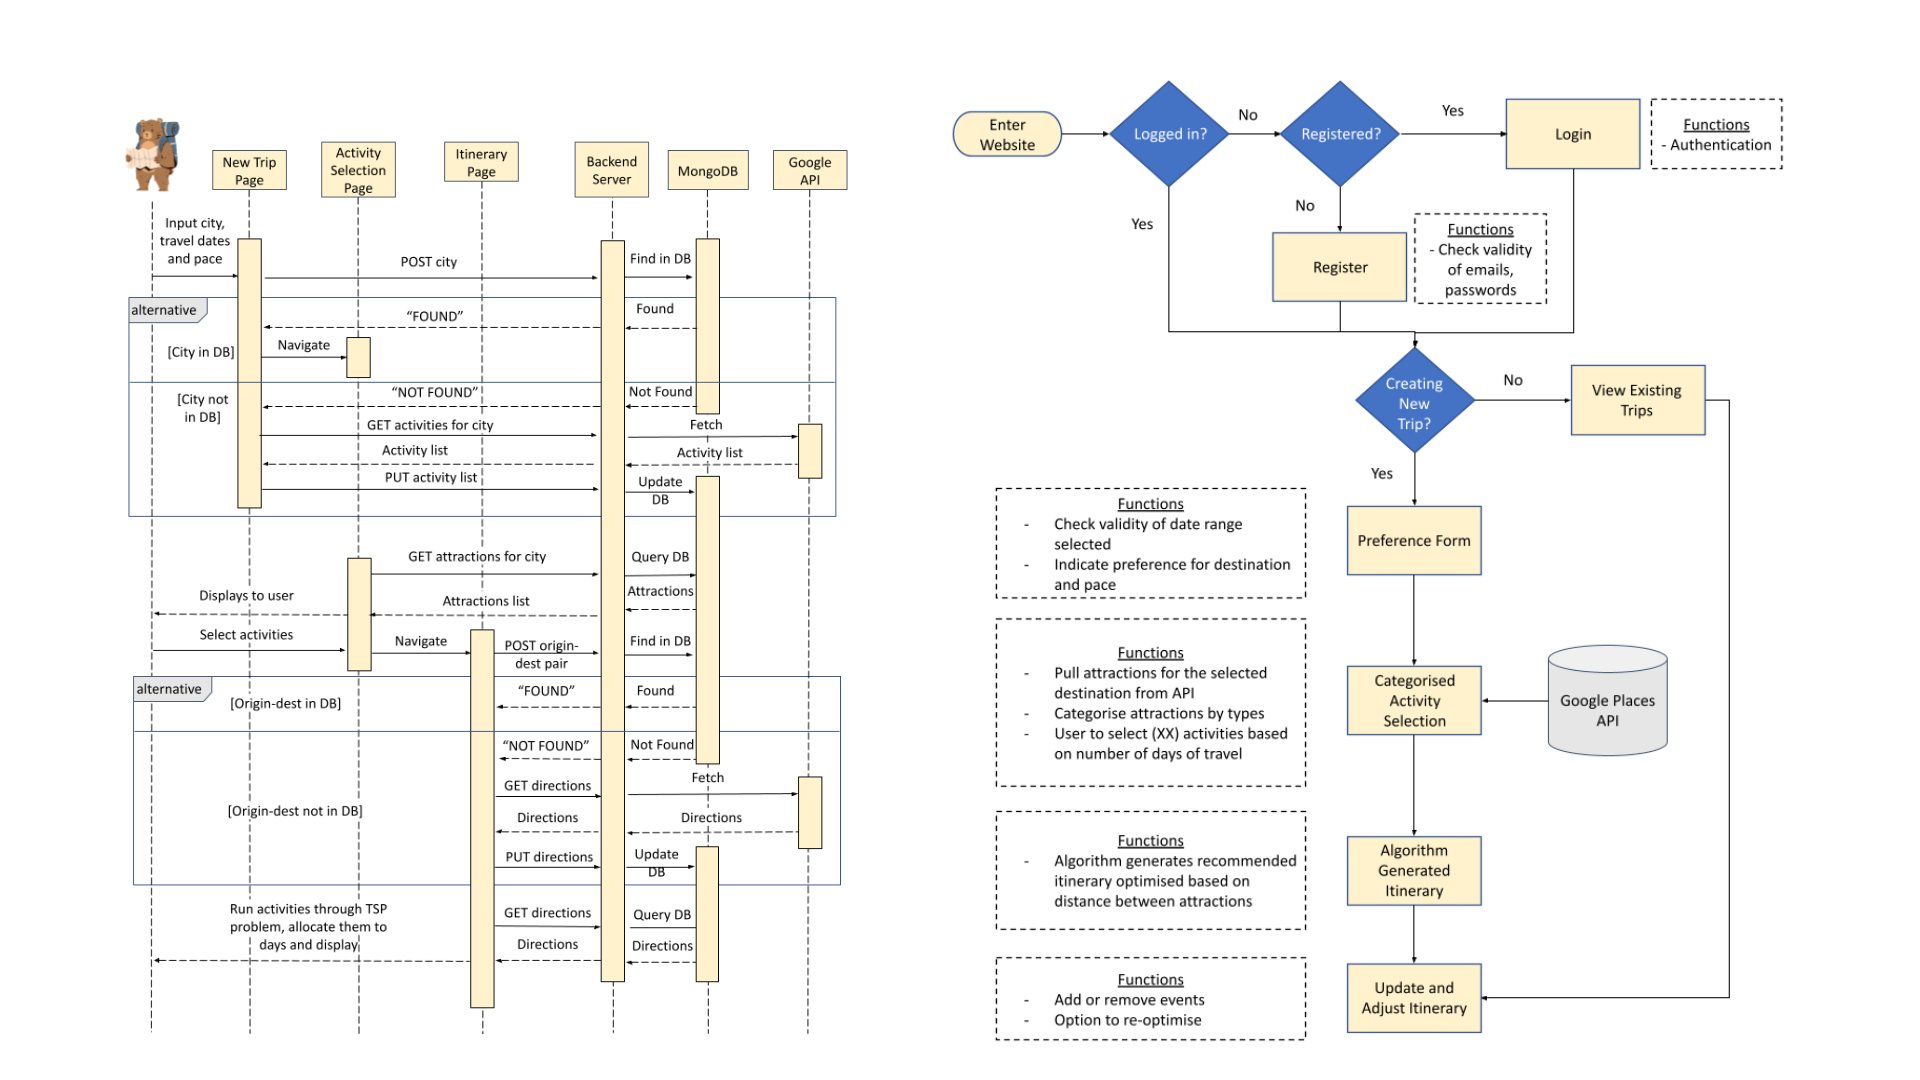 New Trip
Page
Activity
Selection
Page
Itinerary
Page
Backend
Server
MongoDB
Google
API
Input city,
travel dates
and pace
POST city
Find in DB
alternative
"FOUND"
Found
[City in DB]
Navigate
"NOT FOUND"
Not Found
[City not
in DB]
GET activities for city
Fetch
Activity list
Activity list
PUT activity list
Update
DB
GET attractions for city
Query DB
Displays to user
Attractions list
Attractions
Select activities
Navigate
POST origin-
dest pair
Find in DB
alternative
[Origin-dest in DB]
"FOUND"
Found
"NOT FOUND"
Not Found
[Origin-dest not in DB]
GET directions
Fetch
Directions
Directions
PUT directions
Update
DB
Run activities through TSP
problem, allocate them to
days and display
GET directions
Query DB
Directions
Directions
Enter
Website
Logged in?
No
Registered?
Yes
Login
Functions
- Authentication
Yes
No
Register
Functions
- Check validity
of emails,
passwords
Creating
New
Trip?
No
View Existing
Trips
Yes
Functions
- Check validity of date range
selected
- Indicate preference for destination
and pace
Preference Form
Functions
- Pull attractions for the selected
destination from API
- Categorise attractions by types
- User to select (XX) activities based
on number of days of travel
Categorised
Activity
Selection
Google Places
API
Functions
- Algorithm generates recommended
itinerary optimised based on
distance between attractions
Algorithm
Generated
Itinerary
Functions
- Add or remove events
- Option to re-optimise
Update and
Adjust Itinerary